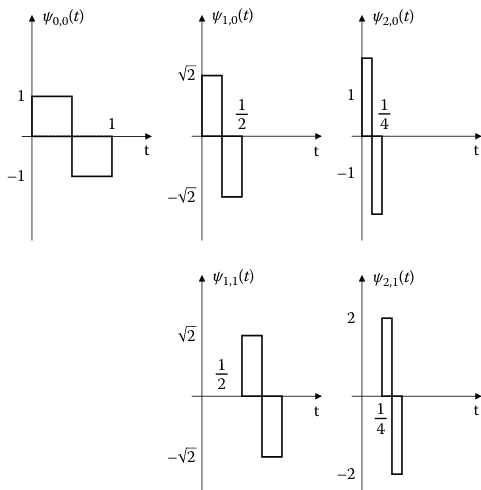 ψ0,0(t)
1
1
t
−1
ψ1,0(t)
√2
1/2
t
−√2
ψ2,0(t)
1
1/4
t
−1
ψ1,1(t)
√2
1/2
t
−√2
ψ2,1(t)
2
1/4
t
−2